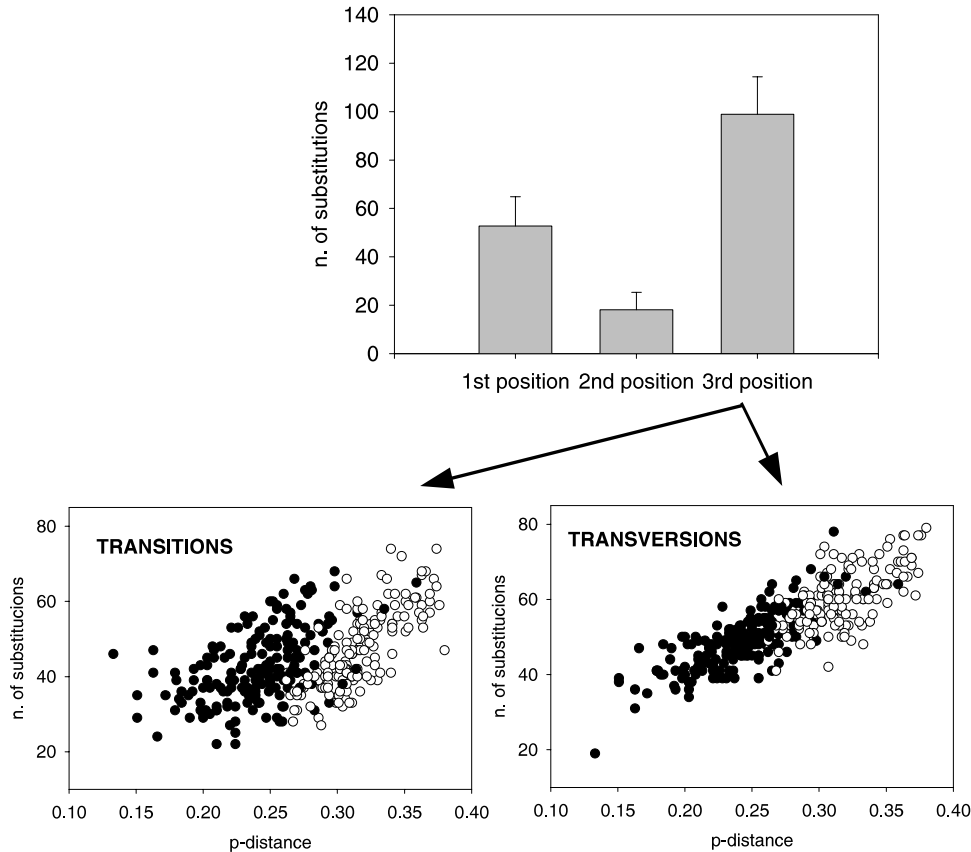 n. of substitutions
140
120
100
80
60
40
20
0
1st position 2nd position 3rd position
TRANSITIONS
n. of substitucions
80
60
40
20
0.10 0.15 0.20 0.25 0.30 0.35 0.40
p-distance
TRANSVERSIONS
n. of substitucions
80
60
40
20
0.10 0.15 0.20 0.25 0.30 0.35 0.40
p-distance